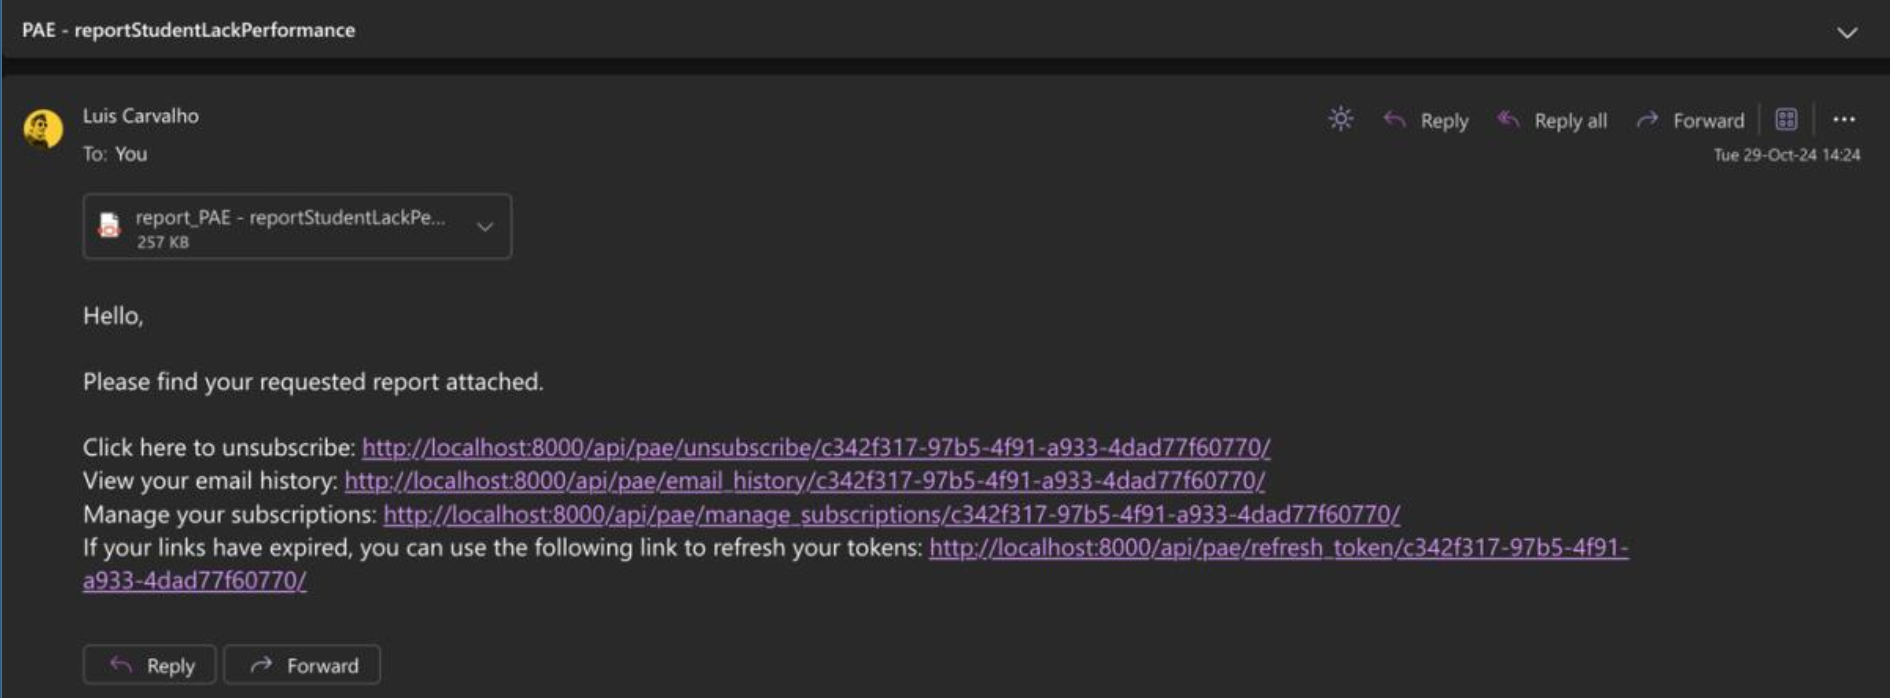 PAE - reportStudentLackPerformance
Luis Carvalho
Reply
Reply all
Forward
To: You
Tue 29-Oct-24 14:24
report_PAE - reportStudentLackPe...
257 KB
Hello,
Please find your requested report attached.
Click here to unsubscribe: http://localhost:8000/api/pae/unsubscribe/c342f317-97b5-4f91-a933-4dad77f60770/
View your email history: http://localhost:8000/api/pae/email_history/c342f317-97b5-4f91-a933-4dad77f60770/
Manage your subscriptions: http://localhost:8000/api/pae/manage_subscriptions/c342f317-97b5-4f91-a933-4dad77f60770/
If your links have expired, you can use the following link to refresh your tokens: http://localhost:8000/api/pae/refresh_token/c342f317-97b5-4f91-
a933-4dad77f60770/
Reply
Forward